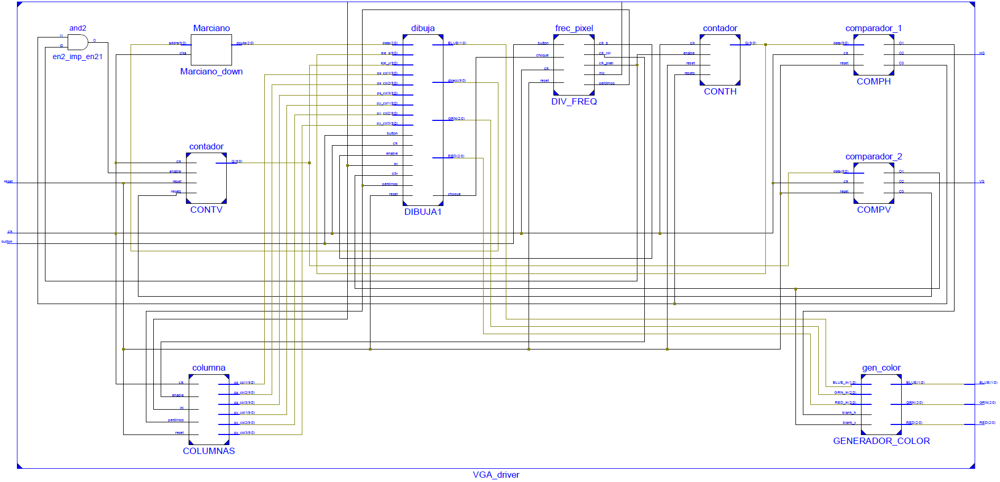 and2
I1
I0
O
en2_imp_en21
Marciano
addra(9:0)
clka
douta(2:0)
Marciano_down
dibuja
data(2:0)
eje_x(9:0)
eje_y(9:0)
px_col1(9:0)
px_col2(9:0)
px_col3(9:0)
py_col1(9:0)
py_col2(9:0)
py_col3(9:0)
button
clk
enable
ini
o3v
perdimos
reset
BLUE(1:0)
direcc(9:0)
GRN(2:0)
RED(2:0)
choque
DIBUJA1
frec_pixel
button
choque
clk
reset
clk_b
clk_col
clk_pixel
inic
perdimos
DIV_FREQ
contador
clk
enable
reset
resets
Q(9:0)
CONTH
comparador_1
data(9:0)
clk
reset
O1
O2
O3
COMPH
HS
contador
clk
enable
reset
resets
Q(9:0)
CONTV
comparador_2
data(9:0)
clk
reset
O1
O2
O3
COMPV
VS
reset
clk
button
columna
clk
enable
ini
perdimos
reset
px_col1(9:0)
px_col2(9:0)
px_col3(9:0)
py_col1(9:0)
py_col2(9:0)
py_col3(9:0)
COLUMNAS
gen_color
BLUE_in(1:0)
GRN_in(2:0)
RED_in(2:0)
blank_h
blank_v
BLUE(1:0)
GRN(2:0)
RED(2:0)
GENERADOR_COLOR
BLUE(1:0)
GRN(2:0)
RED(2:0)
VGA_driver